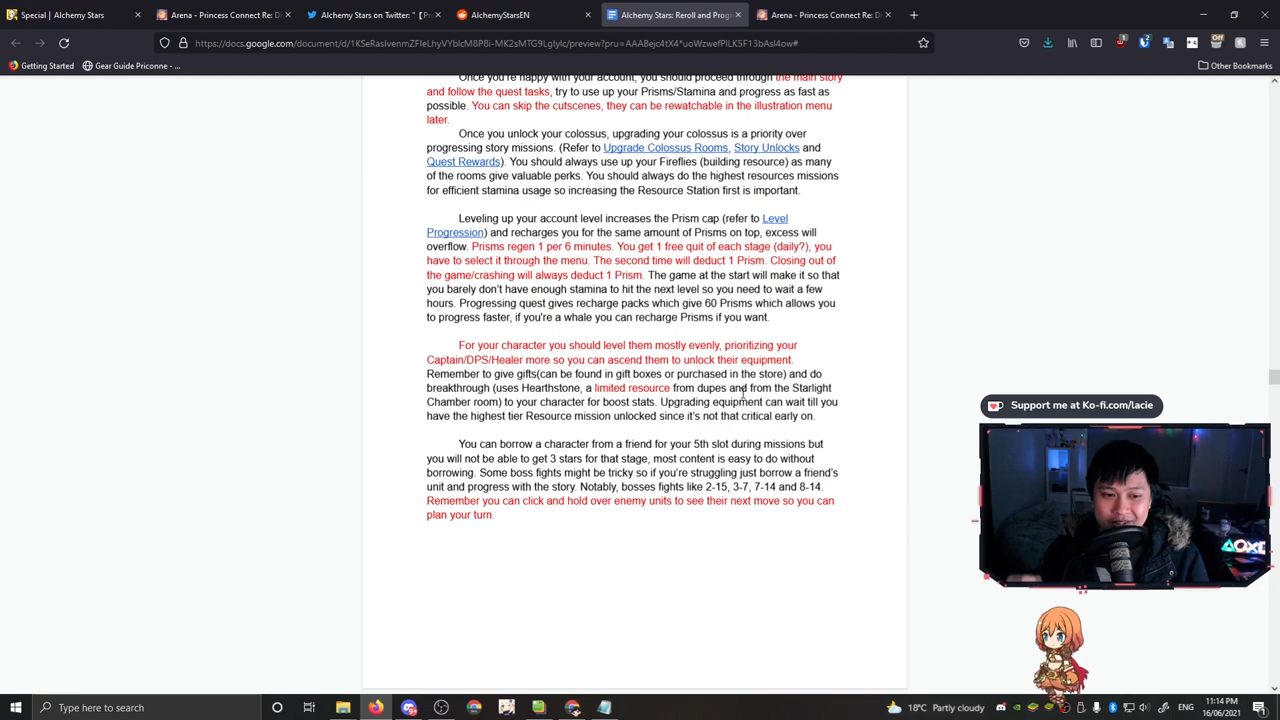 Special | Alchemy Stars
Arena - Princess Connect Re: Di
Alchemy Stars on Twitter: "【Pr
AlchemyStarsEN
Alchemy Stars: Reroll and Prog
Arena - Princess Connect Re: Di
Getting Started
Gear Guide Priconne - …
Other Bookmarks
Once you're happy with your account, you should proceed through the main story
and follow the quest tasks, try to use up your Prisms/Stamina and progress as fast as
possible. You can skip the cutscenes, they can be rewatchable in the illustration menu
later.
Once you unlock your colossus, upgrading your colossus is a priority over
progressing story missions. (Refer to Upgrade Colossus Rooms, Story Unlocks and
Quest Rewards). You should always use up your Fireflies (building resource) as many
of the rooms give valuable perks. You should always do the highest resources missions
for efficient stamina usage so increasing the Resource Station first is important.
Leveling up your account level increases the Prism cap (refer to Level
Progression) and recharges you for the same amount of Prisms on top, excess will
overflow. Prisms regen 1 per 6 minutes. You get 1 free quit of each stage (daily?), you
have to select it through the menu. The second time will deduct 1 Prism. Closing out of
the game/crashing will always deduct 1 Prism. The game at the start will make it so that
you barely don't have enough stamina to hit the next level so you need to wait a few
hours. Progressing quest gives recharge packs which give 60 Prisms which allows you
to progress faster, if you're a whale you can recharge Prisms if you want.
For your character you should level them mostly evenly, prioritizing your
Captain/DPS/Healer more so you can ascend them to unlock their equipment.
Remember to give gifts(can be found in gift boxes or purchased in the store) and do
breakthrough (uses Hearthstone, a limited resource from dupes and from the Starlight
Chamber room) to your character for boost stats. Upgrading equipment can wait till you
have the highest tier Resource mission unlocked since it's not that critical early on.
Support me at Ko-fi.com/lacie
You can borrow a character from a friend for your 5th slot during missions but
you will not be able to get 3 stars for that stage, most content is easy to do without
borrowing. Some boss fights might be tricky so if you're struggling just borrow a friend's
unit and progress with the story. Notably, bosses fights like 2-15, 3-7, 7-14 and 8-14.
Remember you can click and hold over enemy units to see their next move so you can
plan your turn.
Type here to search
18°C Partly cloudy
ENG
11:14 PM
16/06/2021